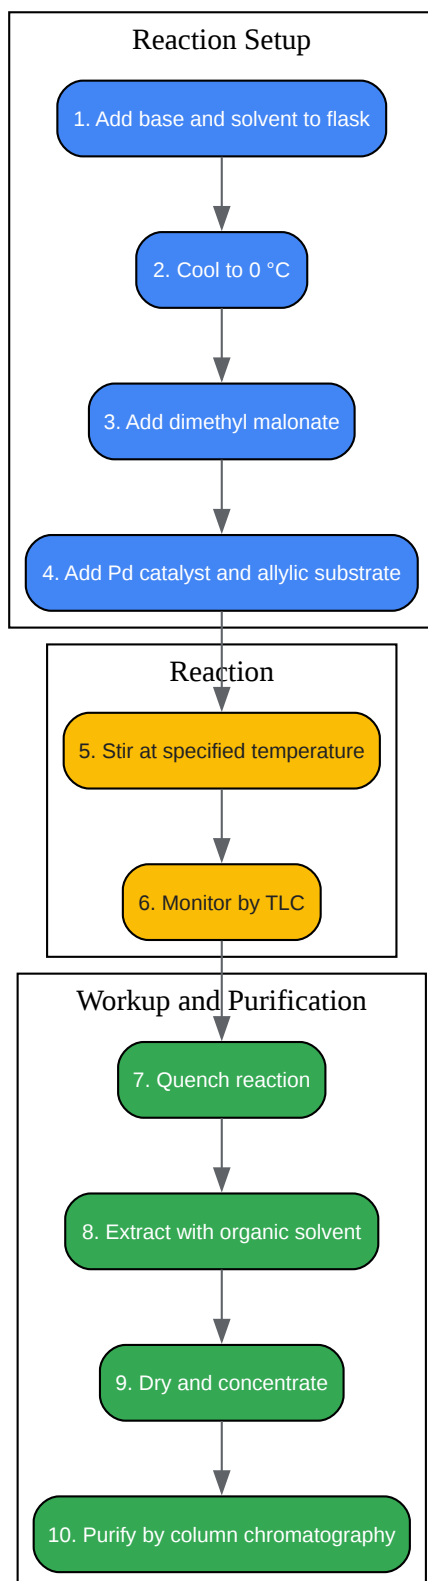 Reaction Setup
1. Add base and solvent to flask
2. Cool to 0 °C
3. Add dimethyl malonate
4. Add Pd catalyst and allylic substrate
Reaction
5. Stir at specified temperature
6. Monitor by TLC
Workup and Purification
7. Quench reaction
8. Extract with organic solvent
9. Dry and concentrate
10. Purify by column chromatography